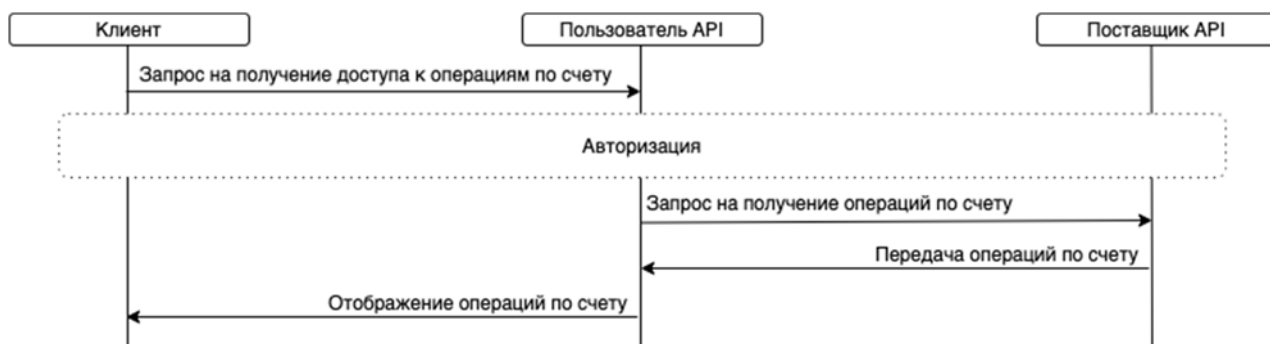 Клиент
Пользователь API
Поставщик API
Запрос на получение доступа к операциям по счету
Авторизация
Запрос на получение операций по счету
Передача операций по счету
Отображение операций по счету